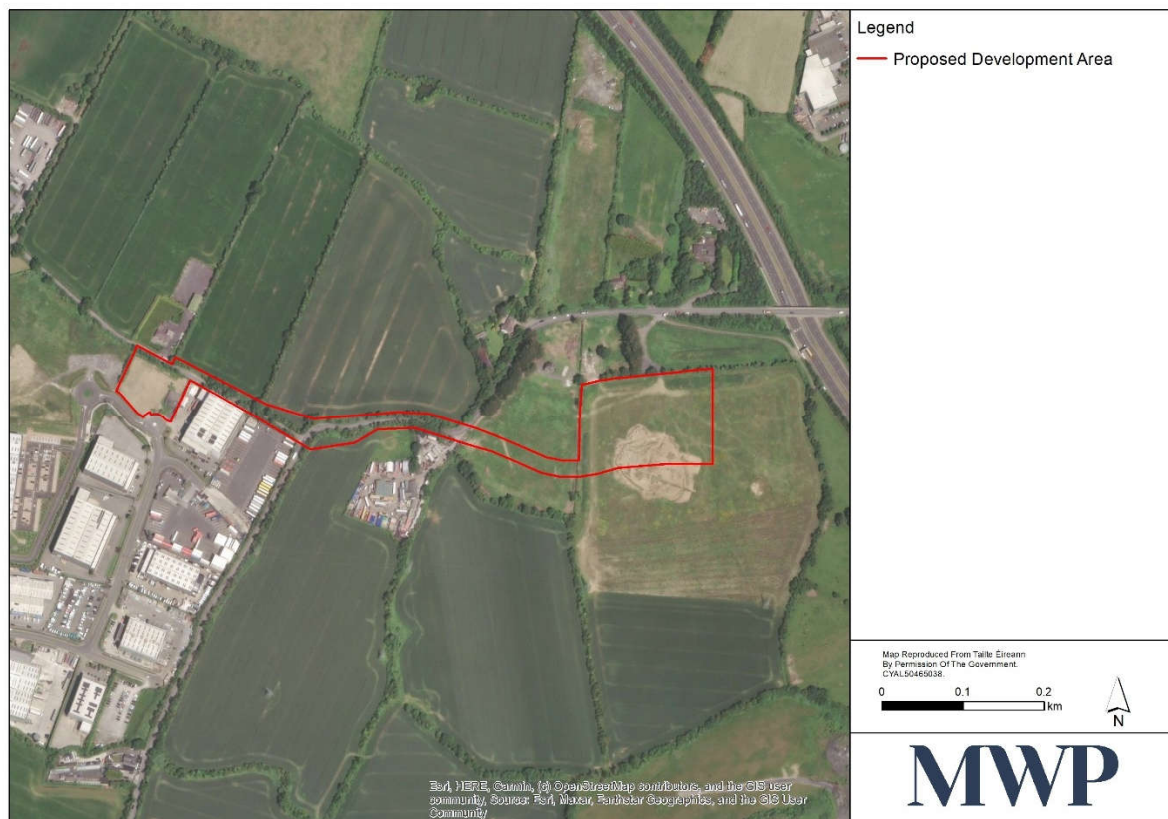 Legend
Proposed Development Area
Map Reproduced From Tailte Éireann
By Permission Of The Government.
CYAL50465038.
0 0.1 0.2
km
N
MWP
Esri, HERE, Garmin, (c) OpenStreetMap contributors, and the GIS user
community, Source: Esri, Maxar, Earthstar Geographics, and the GIS User
Community